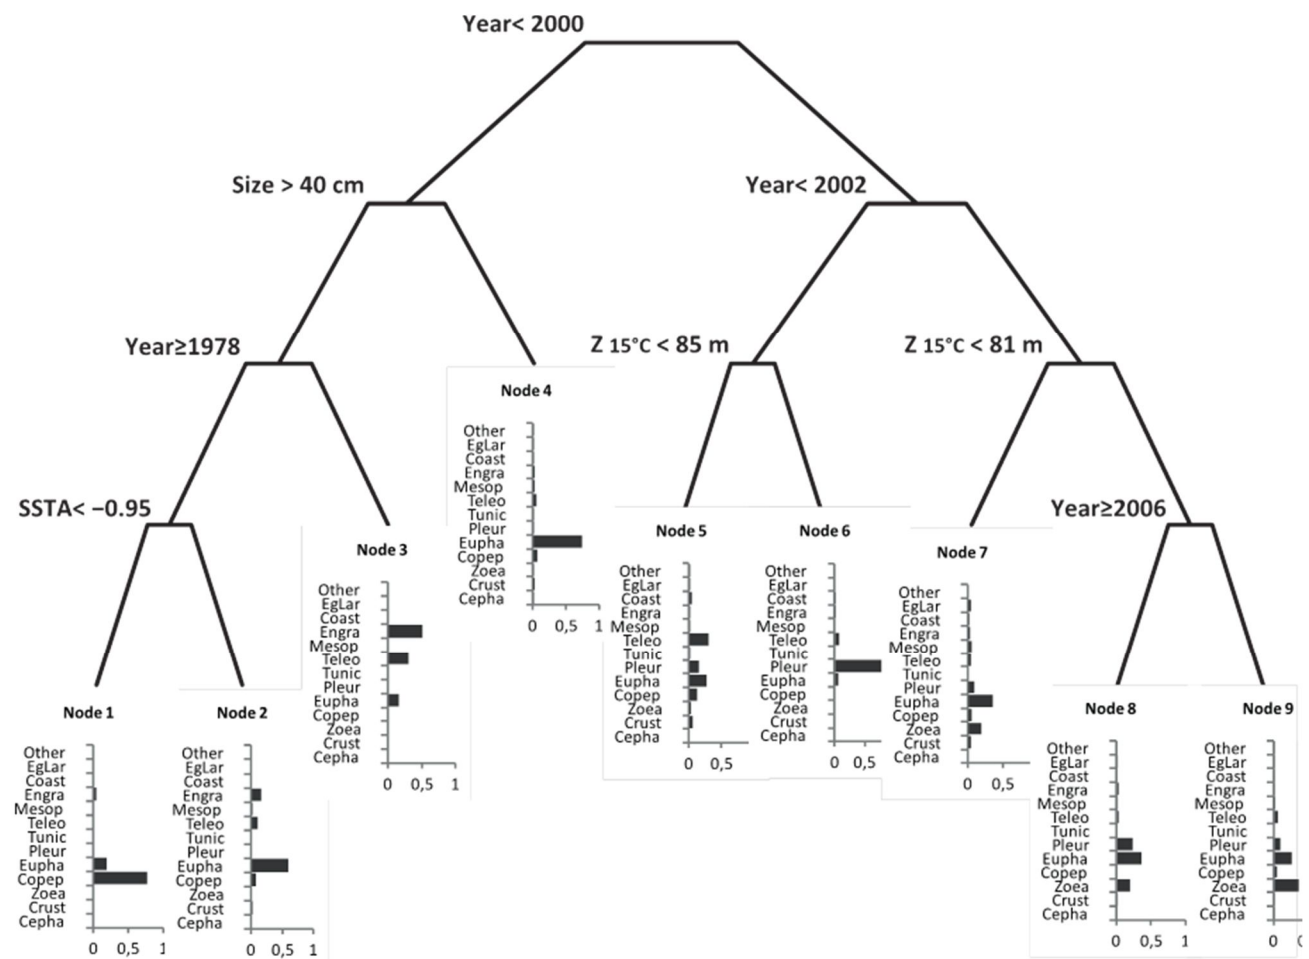 Year< 2000
Size > 40 cm
Year< 2002
Year≥1978
Z 15°C < 85 m
Z 15°C < 81 m
SSTA< −0.95
Year≥2006
Node 4
Other
EgLar
Coast
Engra
Mesop
Teleo
Tunic
Pleur
Eupha
Copep
Zoea
Crust
Cepha
0 0,5 1
Node 3
Other
EgLar
Coast
Engra
Mesop
Teleo
Tunic
Pleur
Eupha
Copep
Zoea
Crust
Cepha
0 0,5 1
Node 5
Other
EgLar
Coast
Engra
Mesop
Teleo
Tunic
Pleur
Eupha
Copep
Zoea
Crust
Cepha
0 0,5
Node 6
Other
EgLar
Coast
Engra
Mesop
Teleo
Tunic
Pleur
Eupha
Copep
Zoea
Crust
Cepha
0 0,5
Node 7
Other
EgLar
Coast
Engra
Mesop
Teleo
Tunic
Pleur
Eupha
Copep
Zoea
Crust
Cepha
0 0,5
Node 1
Other
EgLar
Coast
Engra
Mesop
Teleo
Tunic
Pleur
Eupha
Copep
Zoea
Crust
Cepha
0 0,5 1
Node 2
Other
EgLar
Coast
Engra
Mesop
Teleo
Tunic
Pleur
Eupha
Copep
Zoea
Crust
Cepha
0 0,5 1
Node 8
Other
EgLar
Coast
Engra
Mesop
Teleo
Tunic
Pleur
Eupha
Copep
Zoea
Crust
Cepha
0 0,5 1
Node 9
Other
EgLar
Coast
Engra
Mesop
Teleo
Tunic
Pleur
Eupha
Copep
Zoea
Crust
Cepha
0